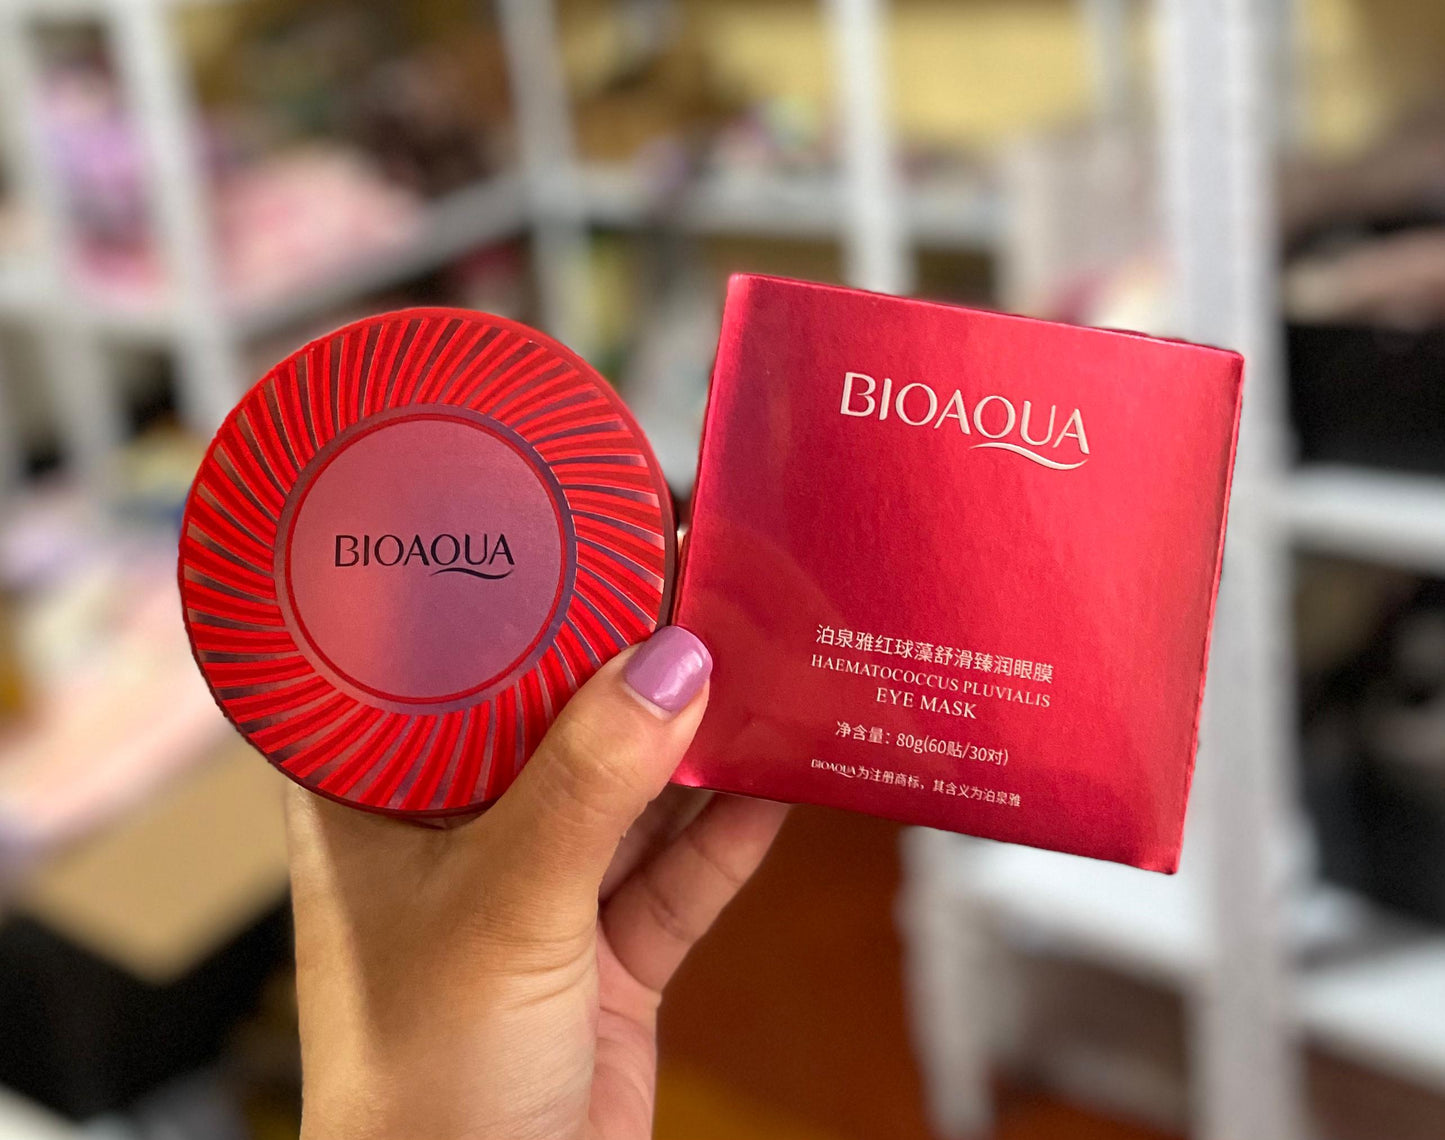 BIOAQUA
BIOAQUA
泊泉雅红球藻舒滑臻润眼膜
HAEMATOCOCCUS PLUVIALIS
EYE MASK
净含量：80g(60贴/30对)
BIOAQUA为注册商标，其含义为泊泉雅